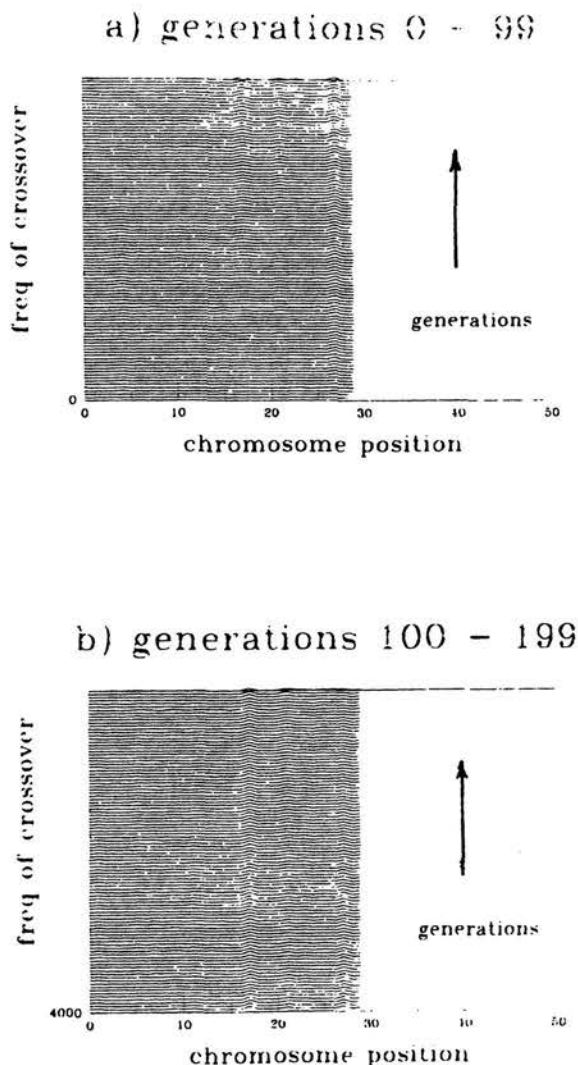 a) generations 0 - 99
freq of crossover
generations
0
0 10 20 30 40 50
chromosome position
b) generations 100 - 199
freq of crossover
generations
4000
0 10 20 30 40 50
chromosome position